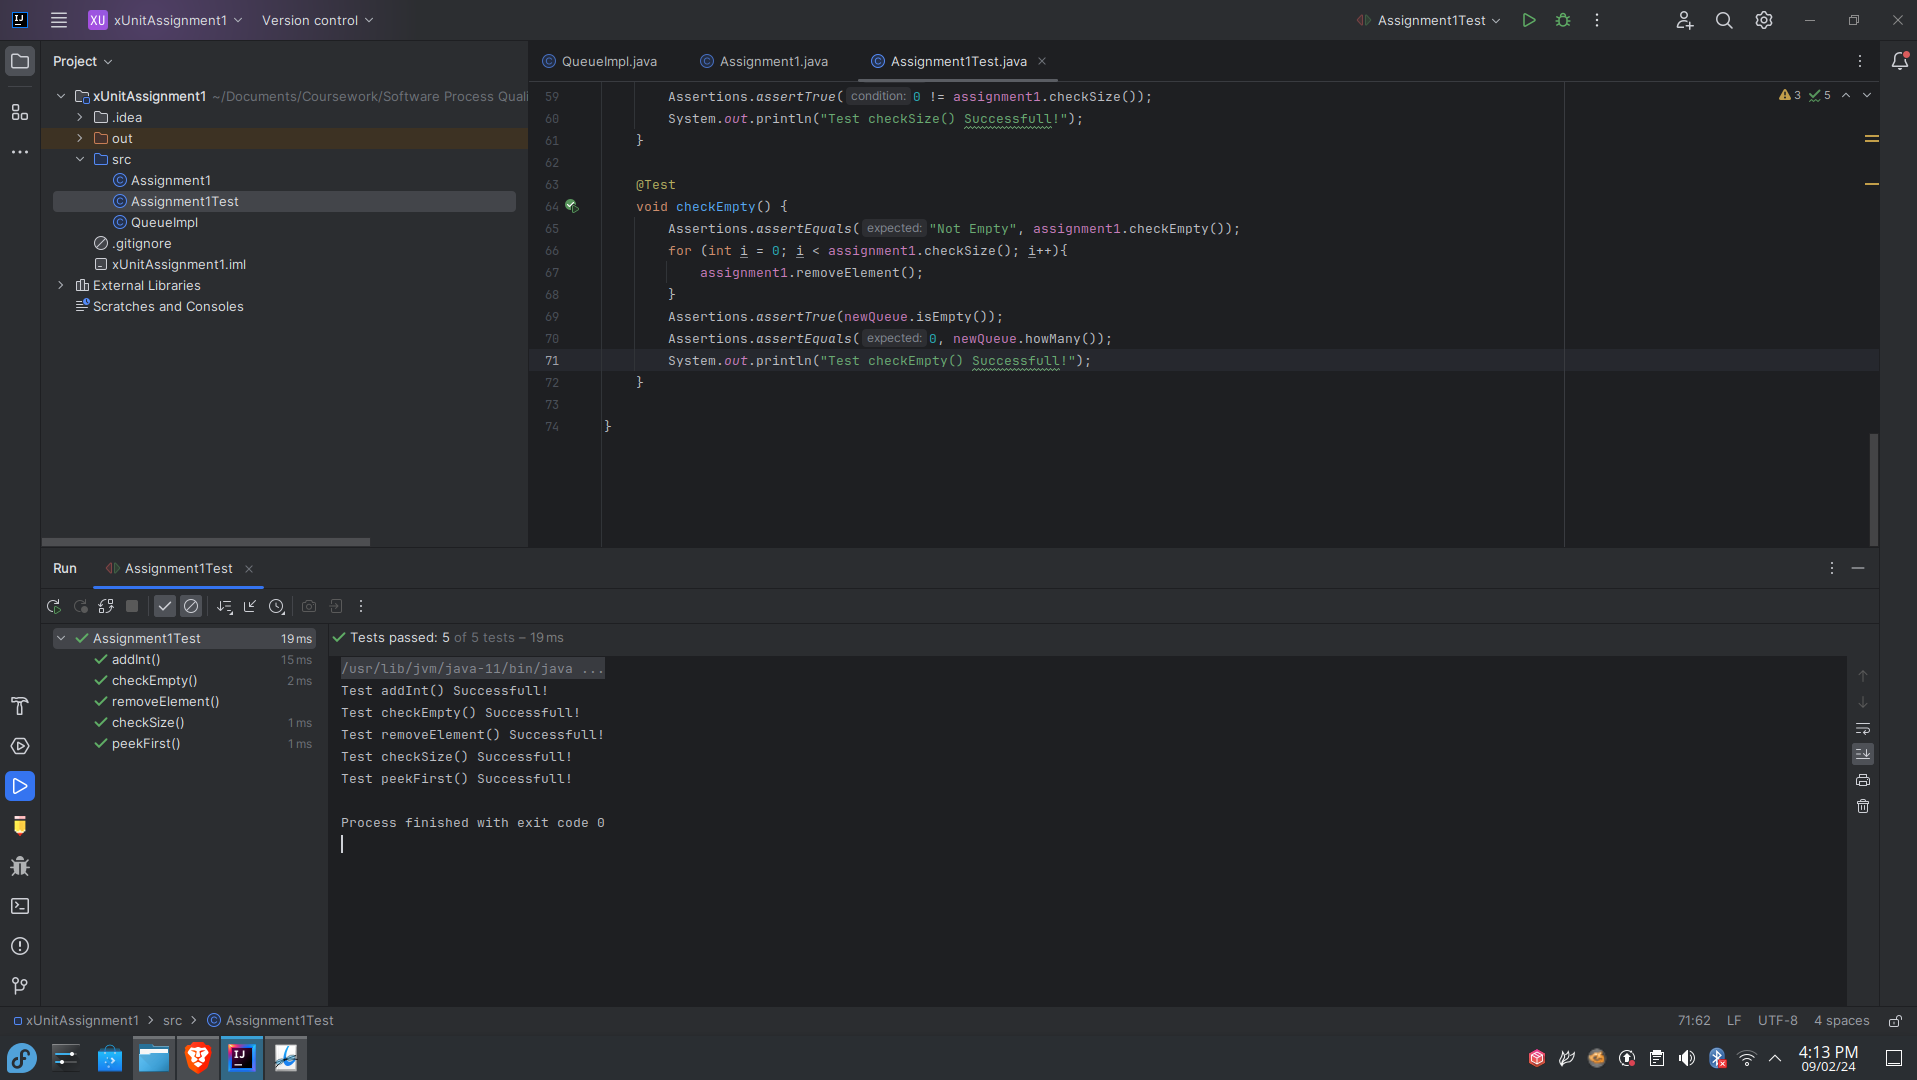 XU xUnitAssignment1 Version control Assignment1Test
Project
xUnitAssignment1 ~/Documents/Coursework/Software Process Quali
.idea
out
src
Assignment1
Assignment1Test
QueueImpl
.gitignore
xUnitAssignment1.iml
External Libraries
Scratches and Consoles
QueueImpl.java Assignment1.java Assignment1Test.java
3 5
59 Assertions.assertTrue( condition: 0 != assignment1.checkSize());
60 System.out.println("Test checkSize() Successfull!");
61 }
62
63 @Test
64 void checkEmpty() {
65 Assertions.assertEquals( expected: "Not Empty", assignment1.checkEmpty());
66 for (int i = 0; i < assignment1.checkSize(); i++){
67 assignment1.removeElement();
68 }
69 Assertions.assertTrue(newQueue.isEmpty());
70 Assertions.assertEquals( expected: 0, newQueue.howMany());
71 System.out.println("Test checkEmpty() Successfull!");
72 }
73
74 }
Run Assignment1Test
Assignment1Test 19 ms
addInt() 15 ms
checkEmpty() 2 ms
removeElement()
checkSize() 1 ms
peekFirst() 1 ms
Tests passed: 5 of 5 tests – 19 ms
/usr/lib/jvm/java-11/bin/java ...
Test addInt() Successfull!
Test checkEmpty() Successfull!
Test removeElement() Successfull!
Test checkSize() Successfull!
Test peekFirst() Successfull!
Process finished with exit code 0
xUnitAssignment1 > src > Assignment1Test
71:62 LF UTF-8 4 spaces
4:13 PM
09/02/24